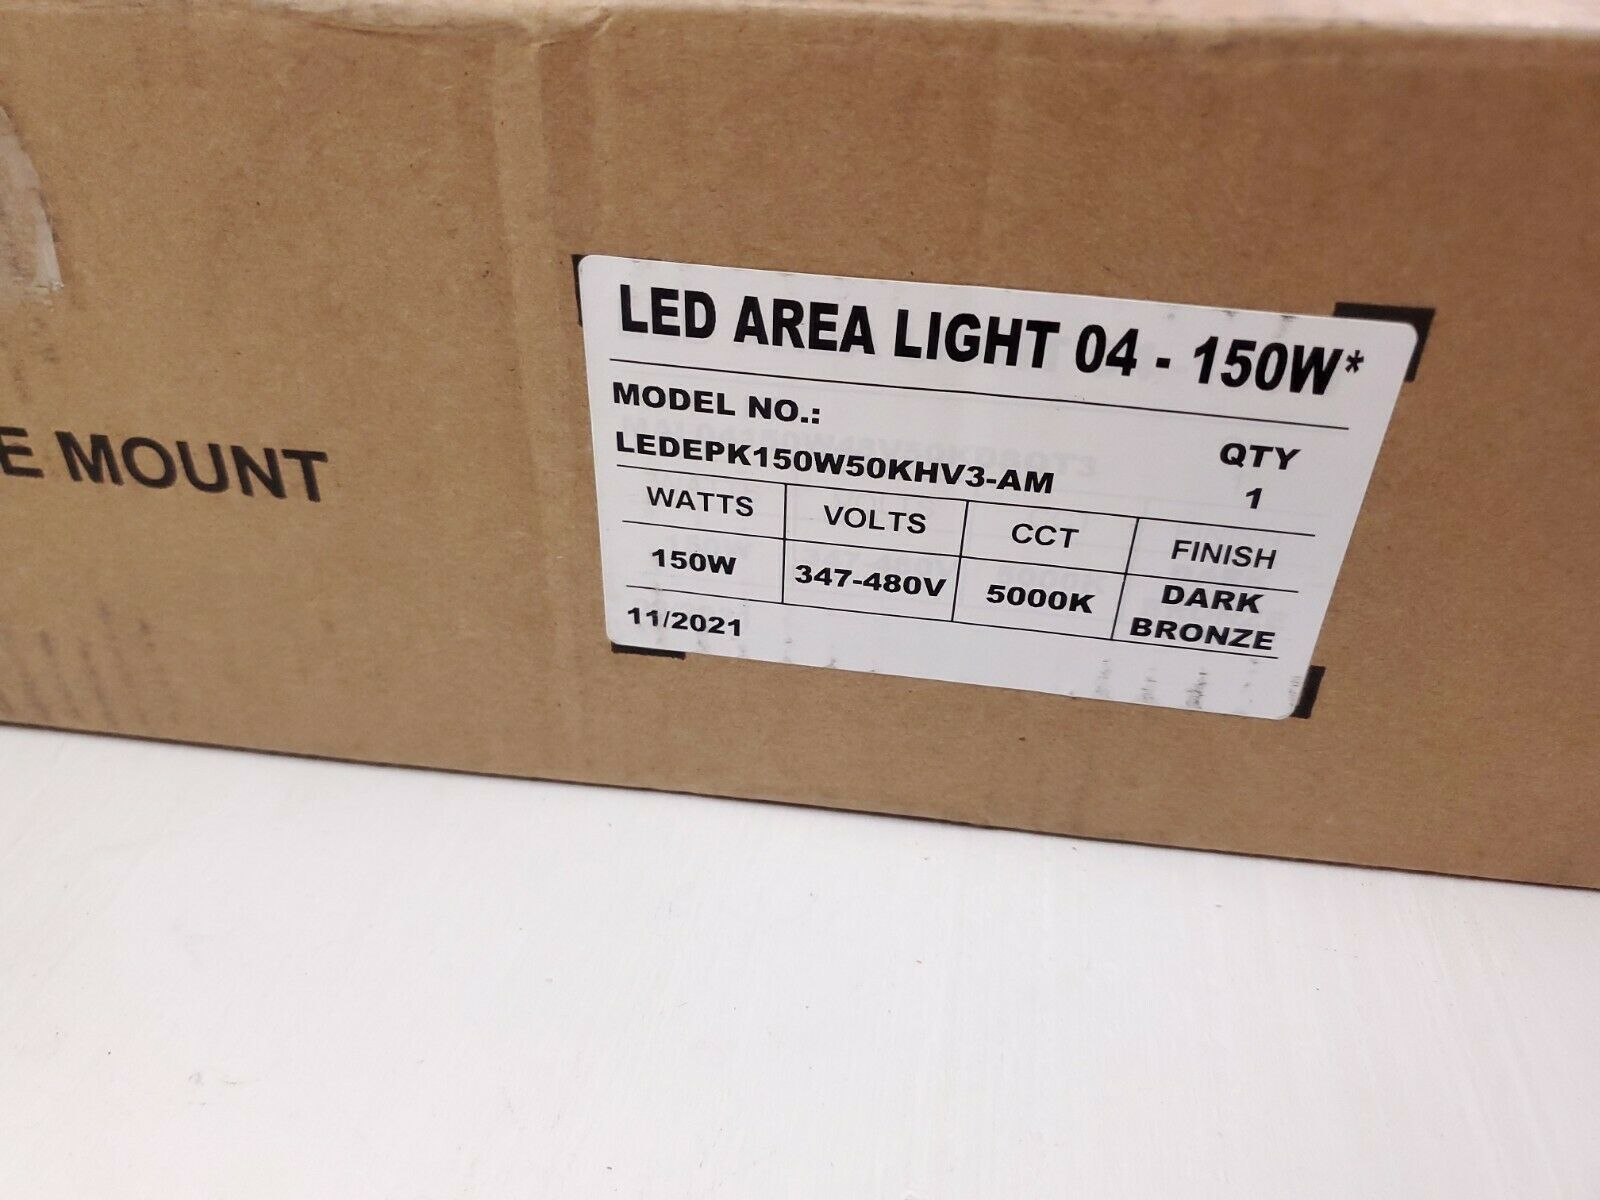 E MOUNT
LED AREA LIGHT 04 - 150W*
MODEL NO.:
LEDEPK150W50KHV3-AM
QTY
1
WATTS VOLTS CCT FINISH
150W 347-480V 5000K DARK
BRONZE
11/2021